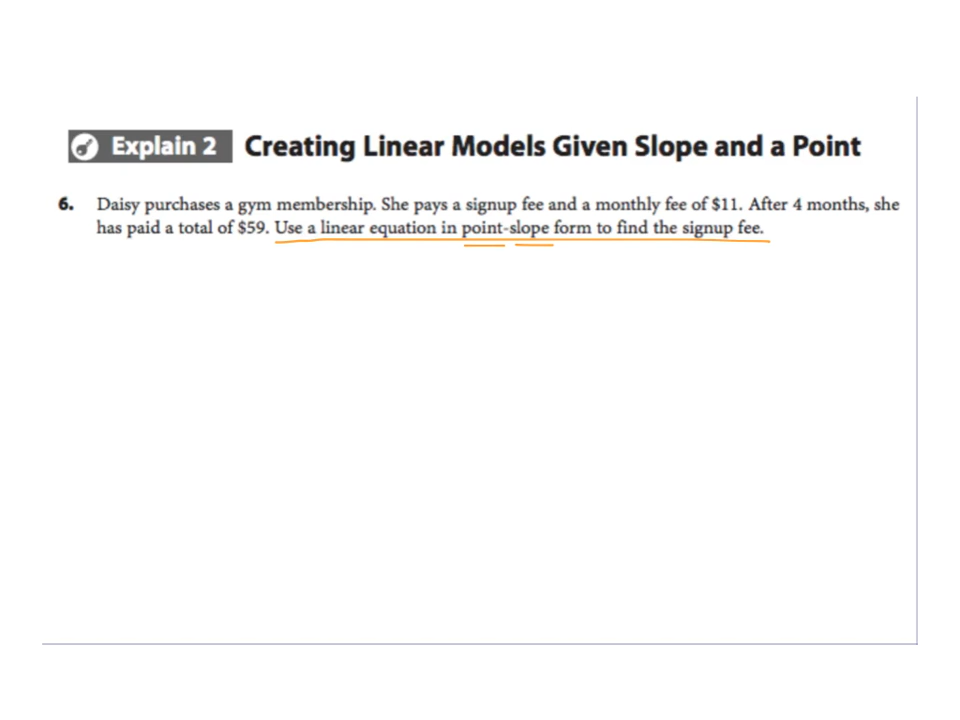 Explain 2 Creating Linear Models Given Slope and a Point
6. Daisy purchases a gym membership. She pays a signup fee and a monthly fee of $11. After 4 months, she
has paid a total of $59. Use a linear equation in point-slope form to find the signup fee.